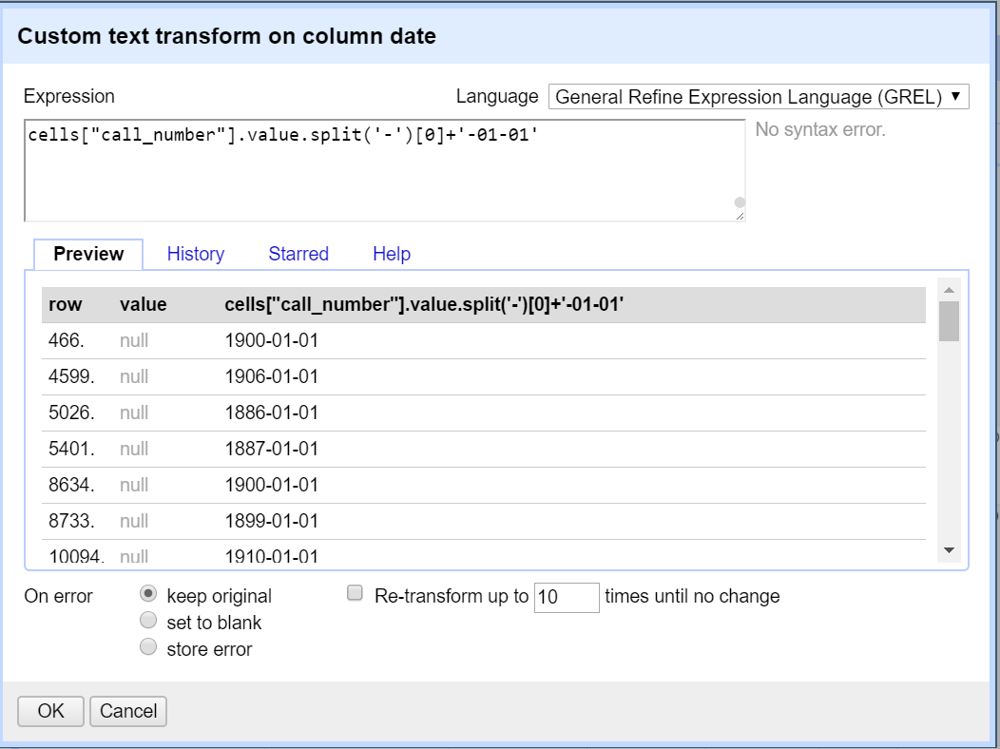 Custom text transform on column date
Expression Language General Refine Expression Language (GREL) ▼
cells["call_number"].value.split('-')[0]+'-01-01' No syntax error.
Preview History Starred Help
row value cells["call_number"].value.split('-')[0]+'-01-01'
466. null 1900-01-01
4599. null 1906-01-01
5026. null 1886-01-01
5401. null 1887-01-01
8634. null 1900-01-01
8733. null 1899-01-01
10094. null 1910-01-01
On error keep original Re-transform up to 10 times until no change
set to blank
store error
OK Cancel